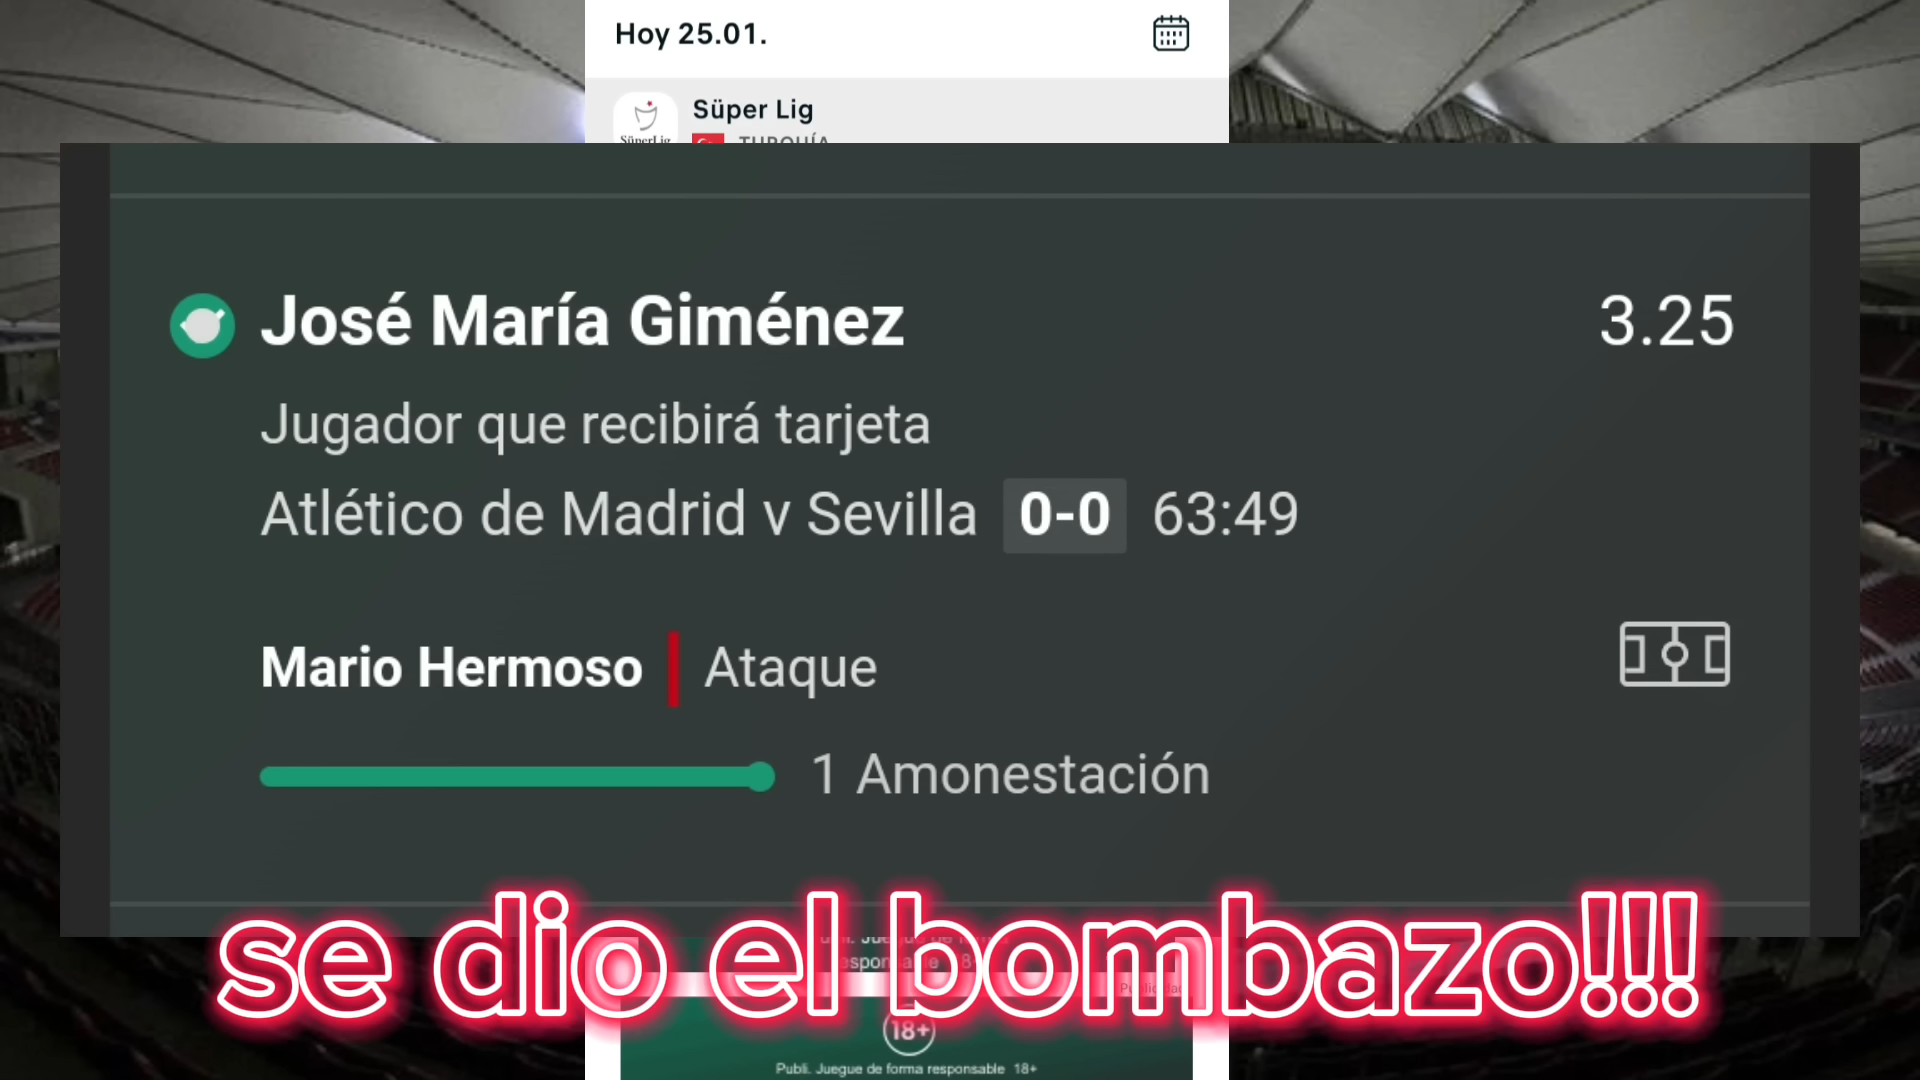 Hoy 25.01.
Süper Lig
SüperLig
TURQUÍA
José María Giménez 3.25
Jugador que recibirá tarjeta
Atlético de Madrid v Sevilla 0-0 63:49
Mario Hermoso Ataque
1 Amonestación
se dio el bombazo!!!
18+
Publi. Juegue de forma responsable 18+